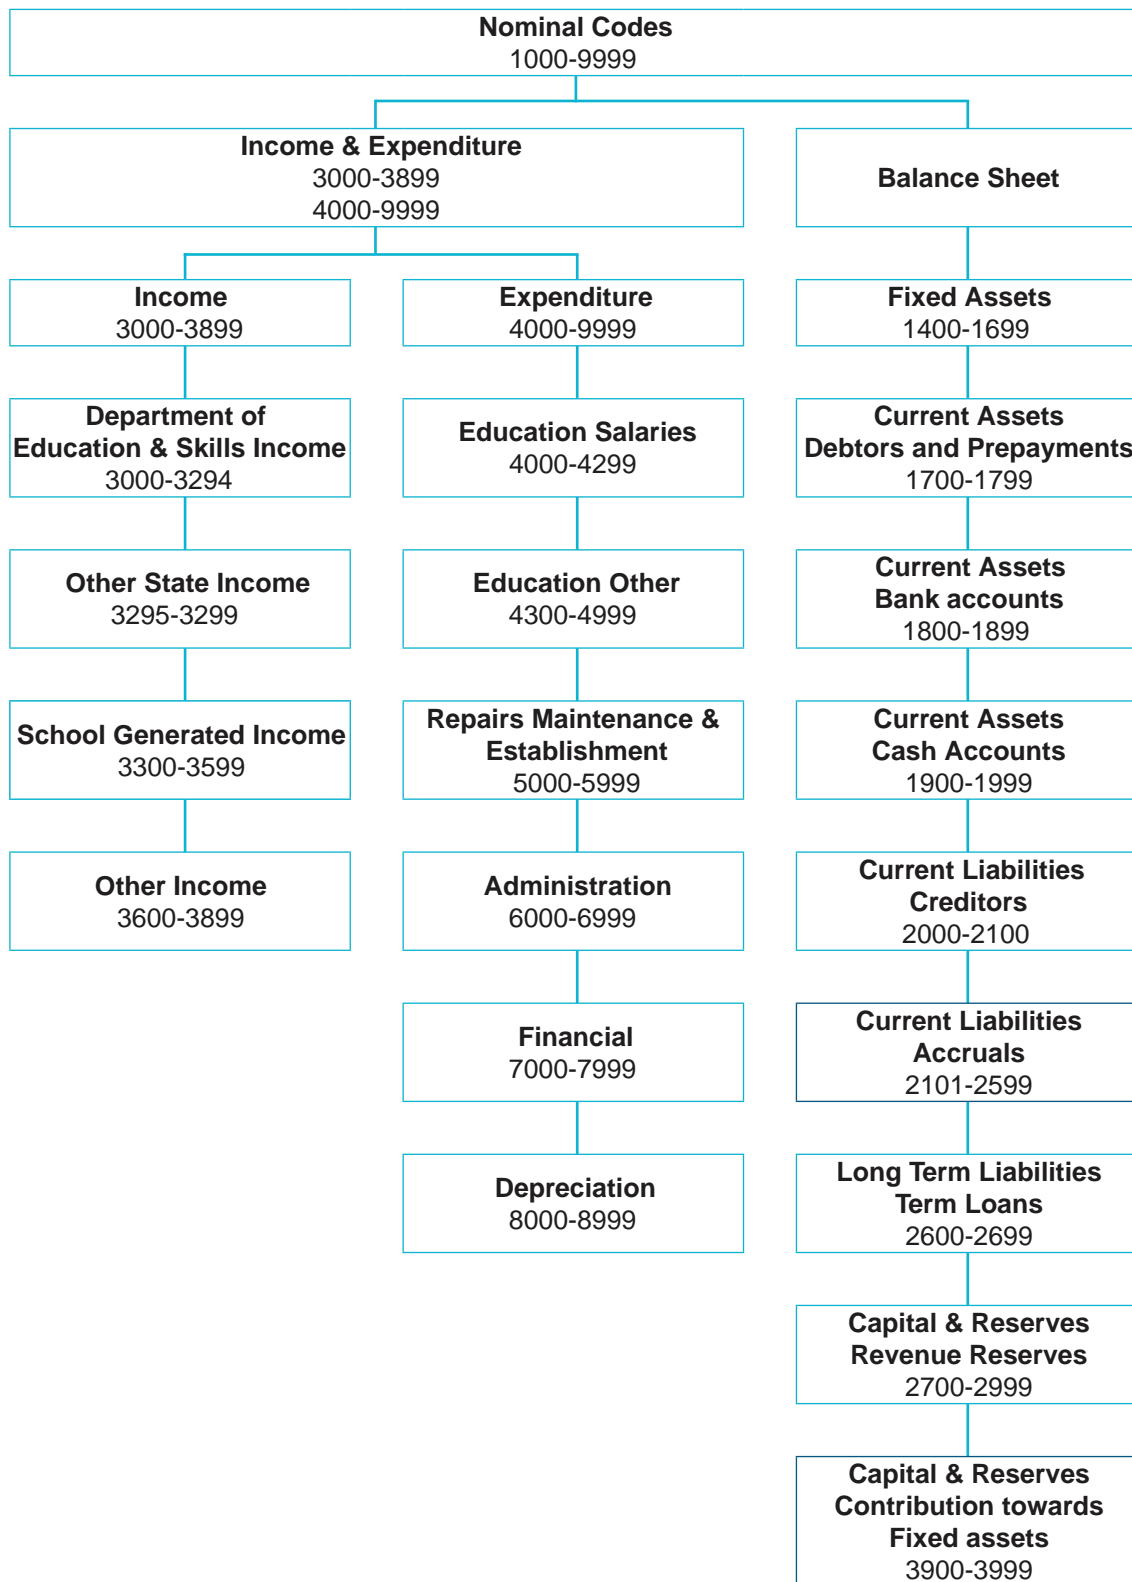 Nominal Codes
1000-9999
Income & Expenditure
3000-3899
4000-9999
Balance Sheet
Income
3000-3899
Expenditure
4000-9999
Fixed Assets
1400-1699
Department of
Education & Skills Income
3000-3294
Education Salaries
4000-4299
Current Assets
Debtors and Prepayments
1700-1799
Other State Income
3295-3299
Education Other
4300-4999
Current Assets
Bank accounts
1800-1899
School Generated Income
3300-3599
Repairs Maintenance &
Establishment
5000-5999
Current Assets
Cash Accounts
1900-1999
Other Income
3600-3899
Administration
6000-6999
Current Liabilities
Creditors
2000-2100
Financial
7000-7999
Current Liabilities
Accruals
2101-2599
Depreciation
8000-8999
Long Term Liabilities
Term Loans
2600-2699
Capital & Reserves
Revenue Reserves
2700-2999
Capital & Reserves
Contribution towards
Fixed assets
3900-3999